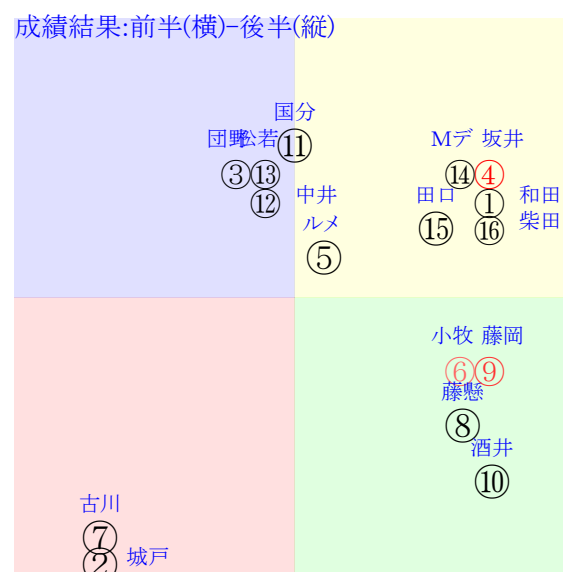 成績結果:前半(横)-後半(縦)
国分
⑪
団野 松若 Mデ 坂井
③⑬ ⑭④
⑫ 中井 田口 ① 和田
ルメ ⑮ ⑯ 柴田
⑤
小牧 藤岡
⑥⑨
藤懸
⑧
酒井
⑩
古川
⑦
② 城戸